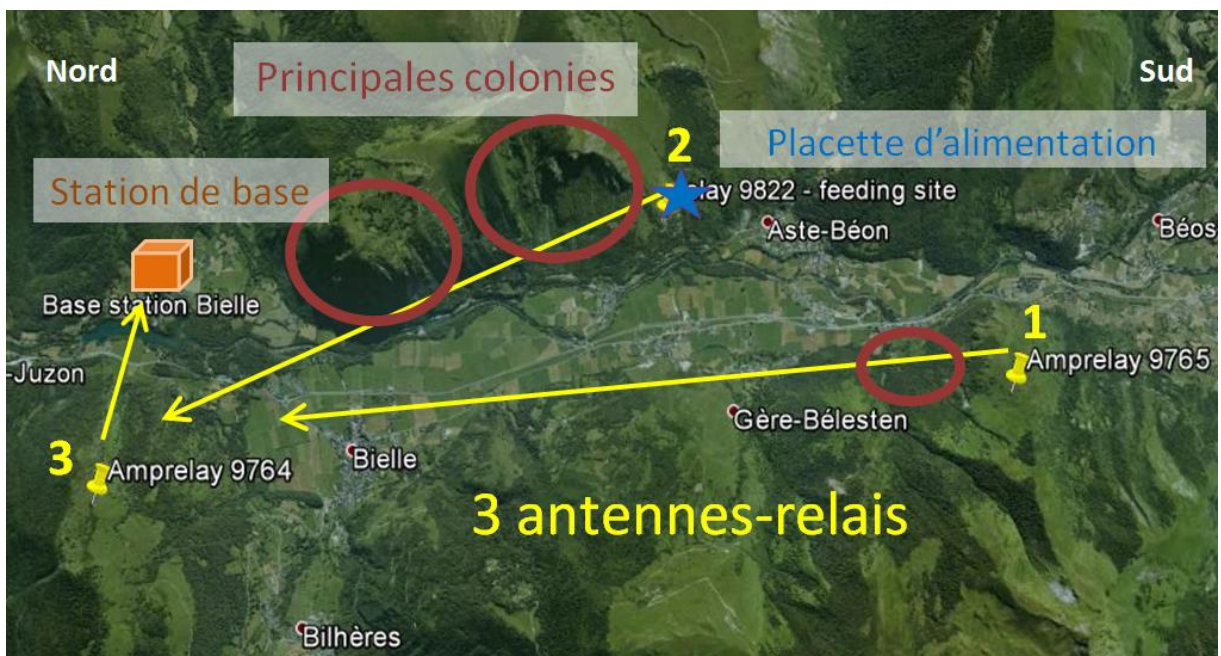 Nord
Sud
Principales colonies
2
Placette d'alimentation
Station de base
elay 9822 - feeding site
Aste-Béon
Béos
Base station Bielle
1
-Juzon
Amprelay 9765
Gère-Bélesten
3
Amprelay 9764
Bielle
3 antennes-relais
Bilhères